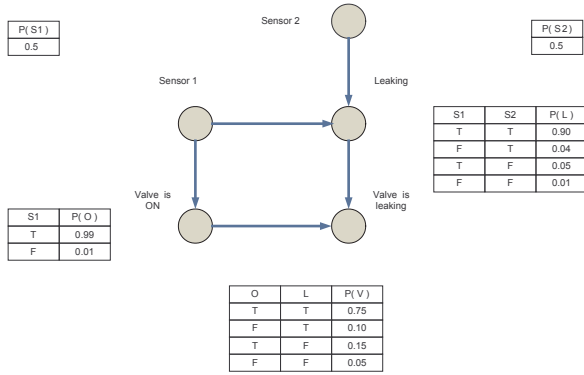 P( S1 )
0.5
Sensor 2
P( S2 )
0.5
Sensor 1
Leaking
S1 S2 P( L )
T T 0.90
F T 0.04
T F 0.05
F F 0.01
Valve is
ON
Valve is
leaking
S1 P( O )
T 0.99
F 0.01
O L P( V )
T T 0.75
F T 0.10
T F 0.15
F F 0.05